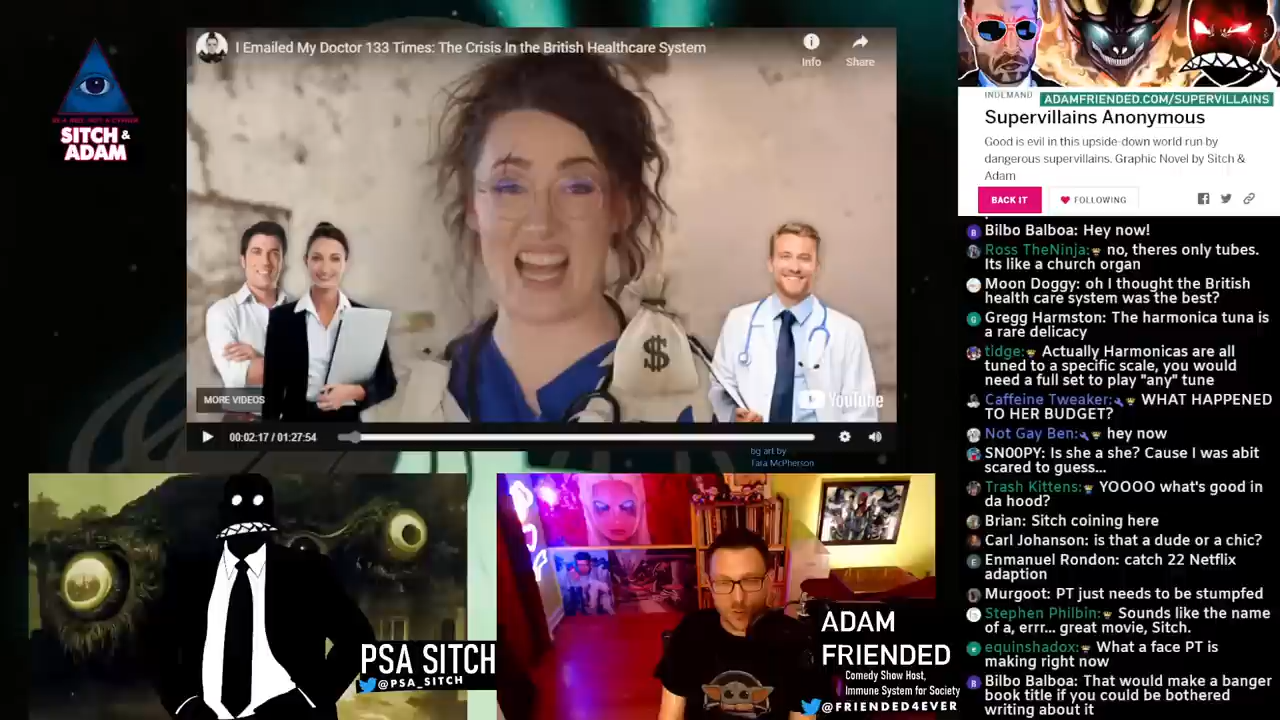 I Emailed My Doctor 133 Times: The Crisis In the British Healthcare System
Info
Share
SITCH &
ADAM
$
MORE VIDEOS
YouTube
00:02.17 / 01:27:54
bg art by
Tara McPherson
PSA SITCH
@PSA_SITCH
ADAM
FRIENDED
Comedy Show Host,
Immune System for Society
@FRIENDED4EVER
INDEMAND
ADAMFRIENDED.COM/SUPERVILLAINS
Supervillains Anonymous
Good is evil in this upside-down world run by
dangerous supervillains. Graphic Novel by Sitch &
Adam
BACK IT
FOLLOWING
Bilbo Balboa: Hey now!
Ross TheNinja: no, theres only tubes.
Its like a church organ
Moon Doggy: oh I thought the British
health care system was the best?
Gregg Harmston: The harmonica tuna is
a rare delicacy
tidge: Actually Harmonicas are all
tuned to a specific scale, you would
need a full set to play "any" tune
Caffeine Tweaker: WHAT HAPPENED
TO HER BUDGET?
Not Gay Ben: hey now
SN00PY: Is she a she? Cause I was abit
scared to guess...
Trash Kittens: YOOOO what's good in
da hood?
Brian: Sitch coining here
Carl Johanson: is that a dude or a chic?
Enmanuel Rondon: catch 22 Netflix
adaption
Murgoot: PT just needs to be stumpfed
Stephen Philbin: Sounds like the name
of a, errr... great movie, Sitch.
equinshadox: What a face PT is
making right now
Bilbo Balboa: That would make a banger
book title if you could be bothered
writing about it